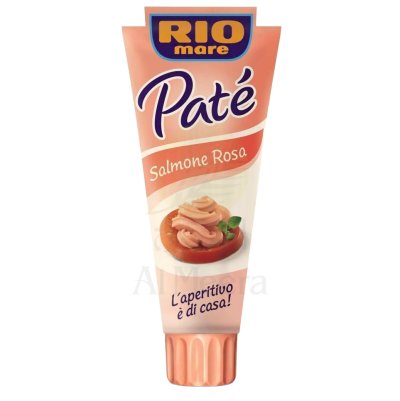 RIO
mare
Paté
Salmone Rosa
L'aperitivo
è di casa!